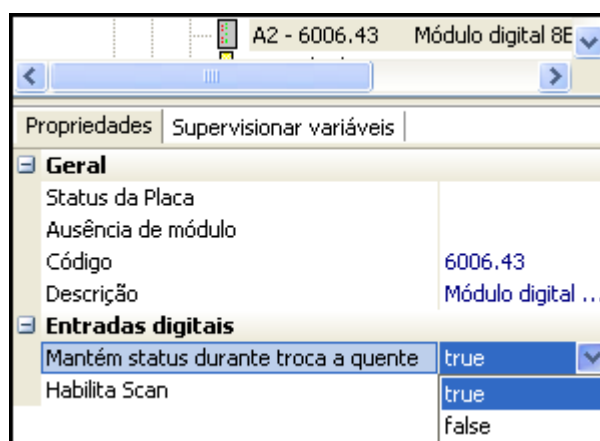 A2 - 6006.43 Módulo digital 8E
Propriedades Supervisionar variáveis
Geral
Status da Placa
Ausência de módulo
Código 6006.43
Descrição Módulo digital ...
Entradas digitais
Mantém status durante troca a quente true
Habilita Scan true
false